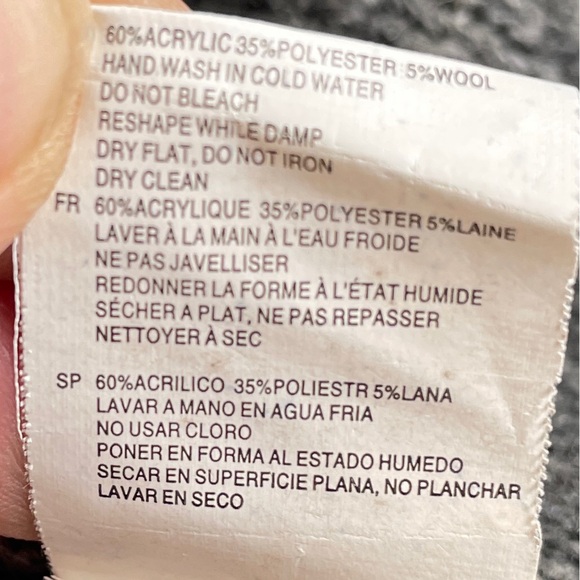 60%ACRYLIC 35%POLYESTER 5%WOOL
HAND WASH IN COLD WATER
DO NOT BLEACH
RESHAPE WHILE DAMP
DRY FLAT, DO NOT IRON
DRY CLEAN
FR 60%ACRYLIQUE 35%POLYESTER 5%LAINE
LAVER À LA MAIN À L'EAU FROIDE
NE PAS JAVELLISER
REDONNER LA FORME À L'ÉTAT HUMIDE
SÉCHER A PLAT, NE PAS REPASSER
NETTOYER À SEC
SP 60%ACRILICO 35%POLIESTR 5%LANA
LAVAR A MANO EN AGUA FRIA
NO USAR CLORO
PONER EN FORMA AL ESTADO HUMEDO
SECAR EN SUPERFICIE PLANA, NO PLANCHAR
LAVAR EN SECO